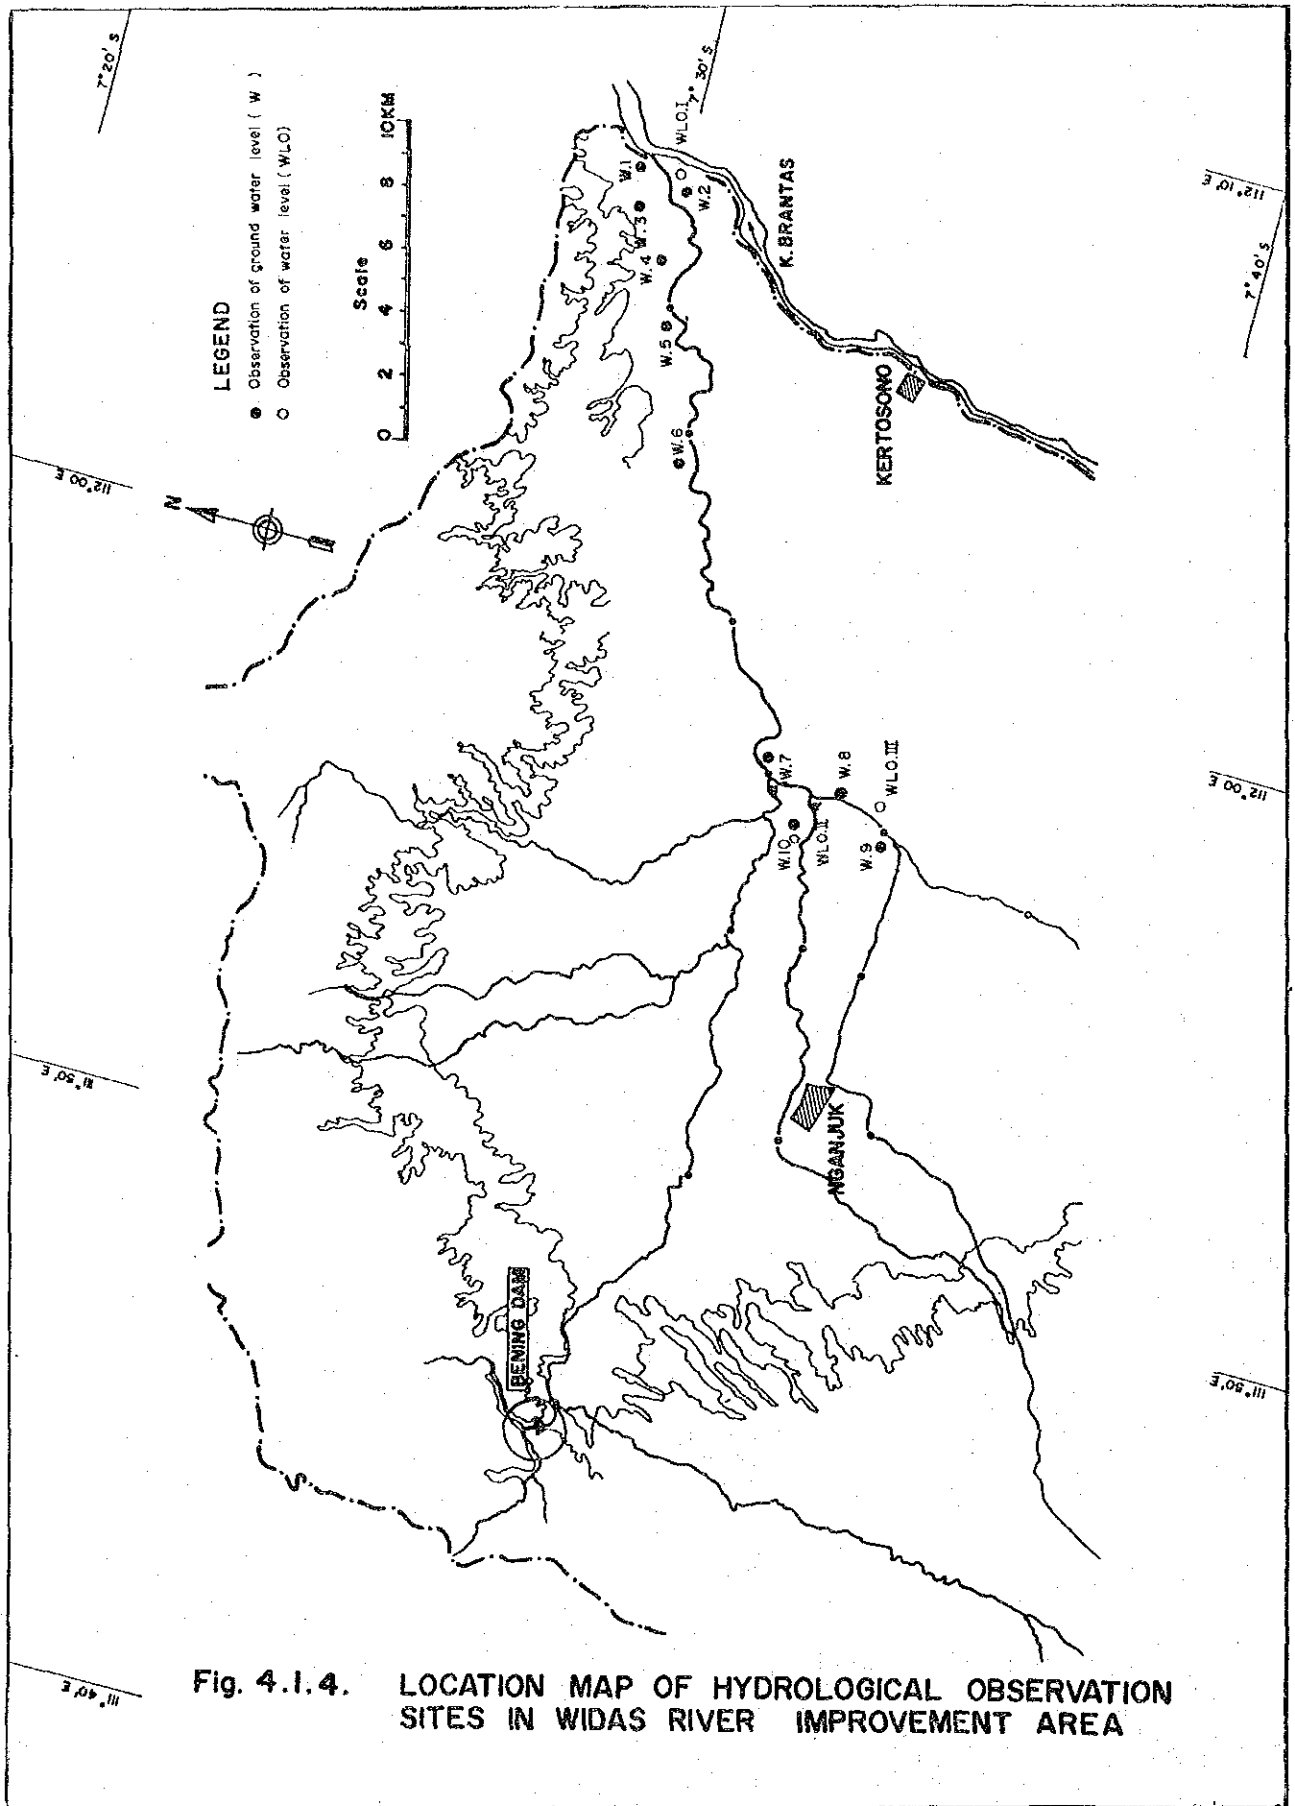 7°20' S
7°30' S
LEGEND
Observation of ground water level ( W )
Observation of water level ( WLO)
Scale
0 2 4 6 8 10KM
N
112°00' E
111°50' E
111°40' E
112°10' E
7°40' S
112°00' E
111°50' E
W.1
WLO.I
W.2
W.3
W.4
W.5
W.6
K.BRANTAS
KERTOSONO
W.7
W.8
WLO.III
W.10
WLO.II
W.9
NGANJUK
BENING DAM
Fig. 4.1.4. LOCATION MAP OF HYDROLOGICAL OBSERVATION
SITES IN WIDAS RIVER IMPROVEMENT AREA